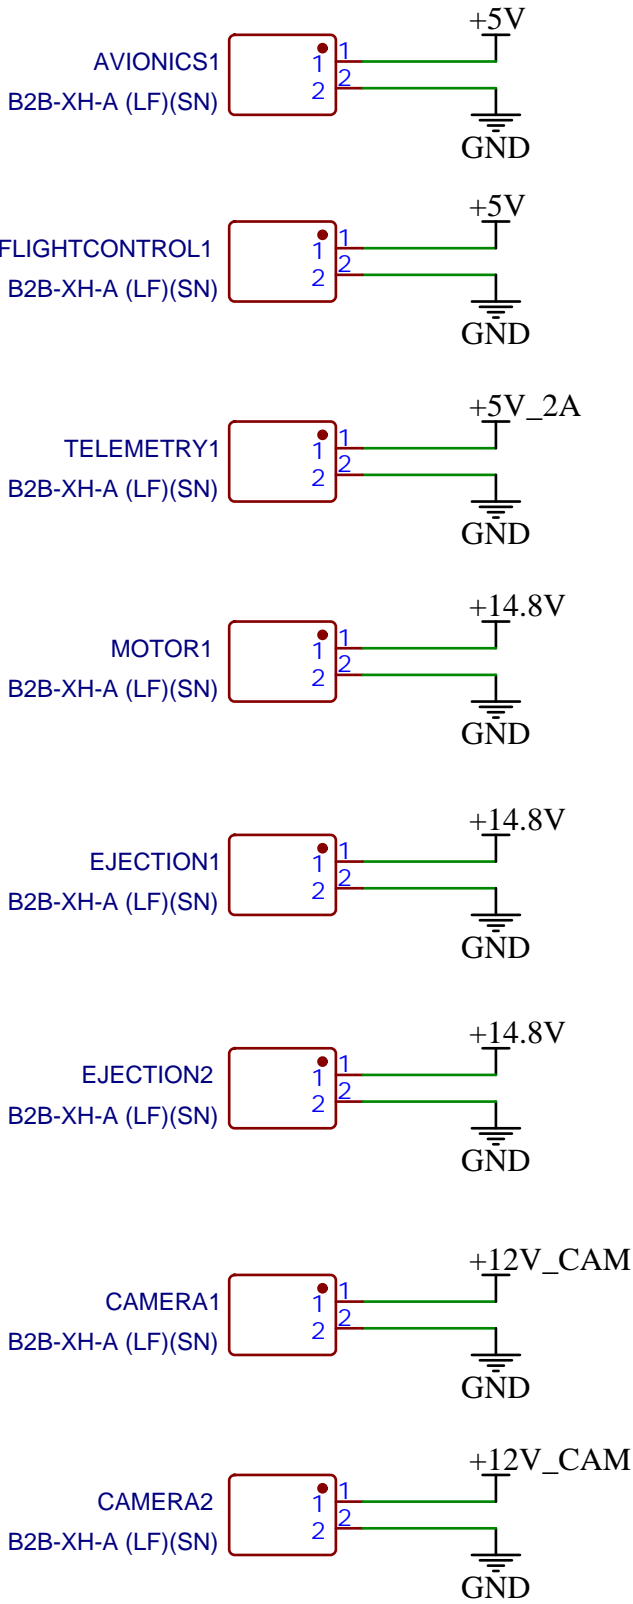 +5V
AVIONICS1
1 1
2 2
B2B-XH-A (LF)(SN)
GND
+5V
FLIGHTCONTROL1
1 1
2 2
B2B-XH-A (LF)(SN)
GND
+5V_2A
TELEMETRY1
1 1
2 2
B2B-XH-A (LF)(SN)
GND
+14.8V
MOTOR1
1 1
2 2
B2B-XH-A (LF)(SN)
GND
+14.8V
EJECTION1
1 1
2 2
B2B-XH-A (LF)(SN)
GND
+14.8V
EJECTION2
1 1
2 2
B2B-XH-A (LF)(SN)
GND
+12V_CAM
CAMERA1
1 1
2 2
B2B-XH-A (LF)(SN)
GND
+12V_CAM
CAMERA2
1 1
2 2
B2B-XH-A (LF)(SN)
GND